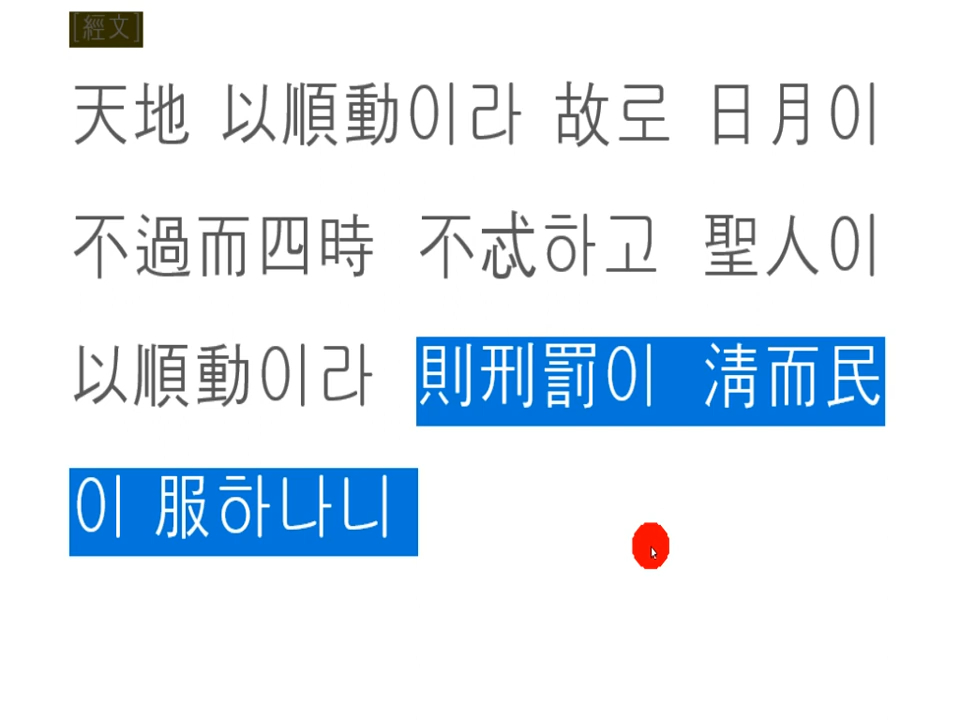 [經文]
天地 以順動이라 故로 日月이
不過而四時 不忒하고 聖人이
以順動이라 則刑罰이 淸而民
이 服하나니